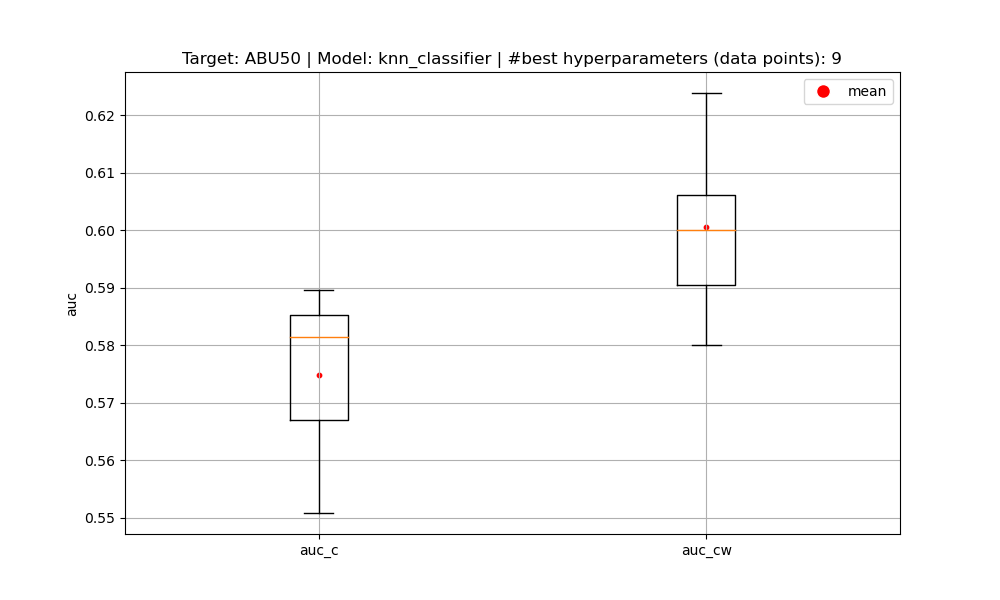 Target: ABU50 | Model: knn_classifier | #best hyperparameters (data points): 9
mean
0.62
0.61
0.60
0.59
0.58
0.57
0.56
0.55
auc
auc_c
auc_cw